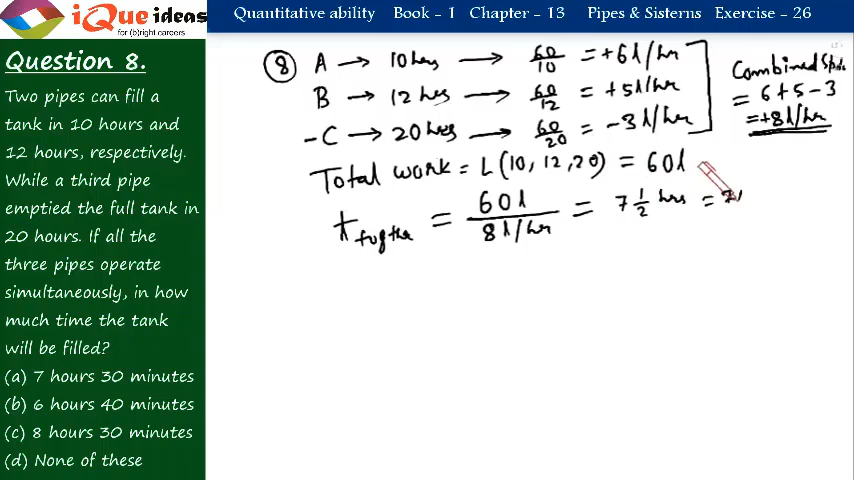 iQue ideas
for (b)right careers
Quantitative ability Book - 1 Chapter - 13 Pipes & Sisterns Exercise - 26
Question 8.
Two pipes can fill a
tank in 10 hours and
12 hours, respectively.
While a third pipe
emptied the full tank in
20 hours. If all the
three pipes operate
simultaneously, in how
much time the tank
will be filled?
(a) 7 hours 30 minutes
(b) 6 hours 40 minutes
(c) 8 hours 30 minutes
(d) None of these
8 A → 10 hrs → 60/10 = +6 l/hr
B → 12 hrs → 60/12 = +5 l/hr
-C → 20 hrs → 60/20 = -3 l/hr
Combined
= 6 + 5 - 3
= +8 l/hr
Total work = L (10, 12, 20) = 60 l
t = 60 l / 8 l/hr = 7 1/2 hrs = 7